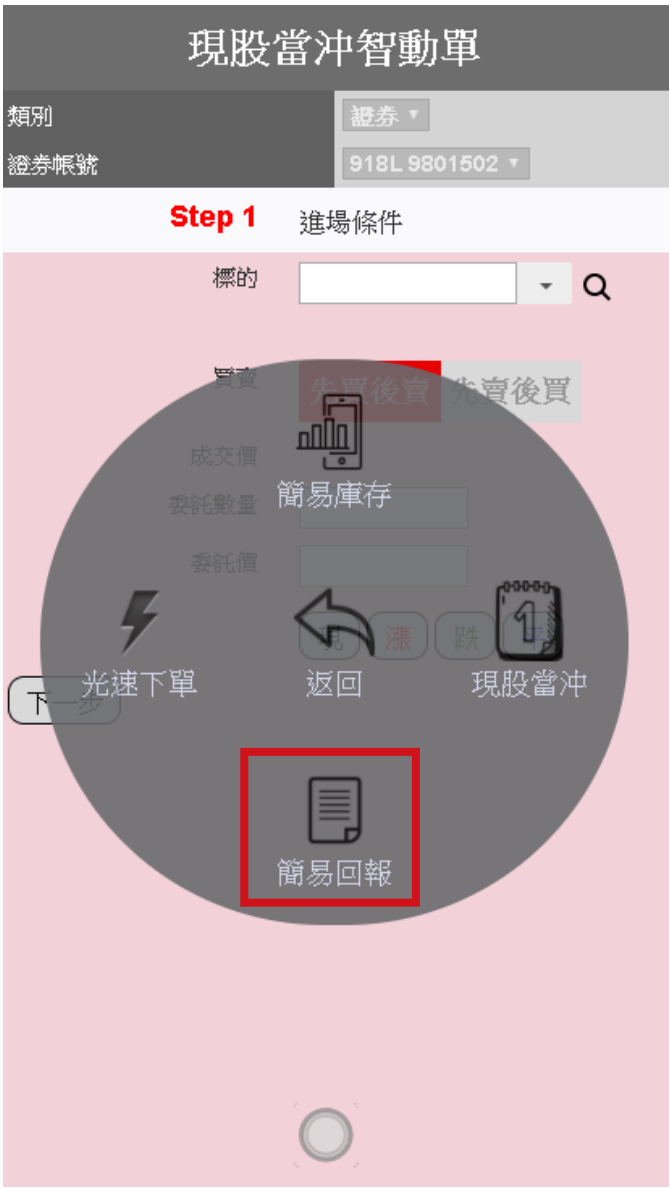 現股當沖智動單
類別 證券
證券帳號 918L 9801502
Step 1 進場條件
標的
買賣 先買後賣 先賣後買
成交價
簡易庫存
委託數量
委託價
現 漲 跌 平
光速下單 返回 現股當沖
下一步
簡易回報